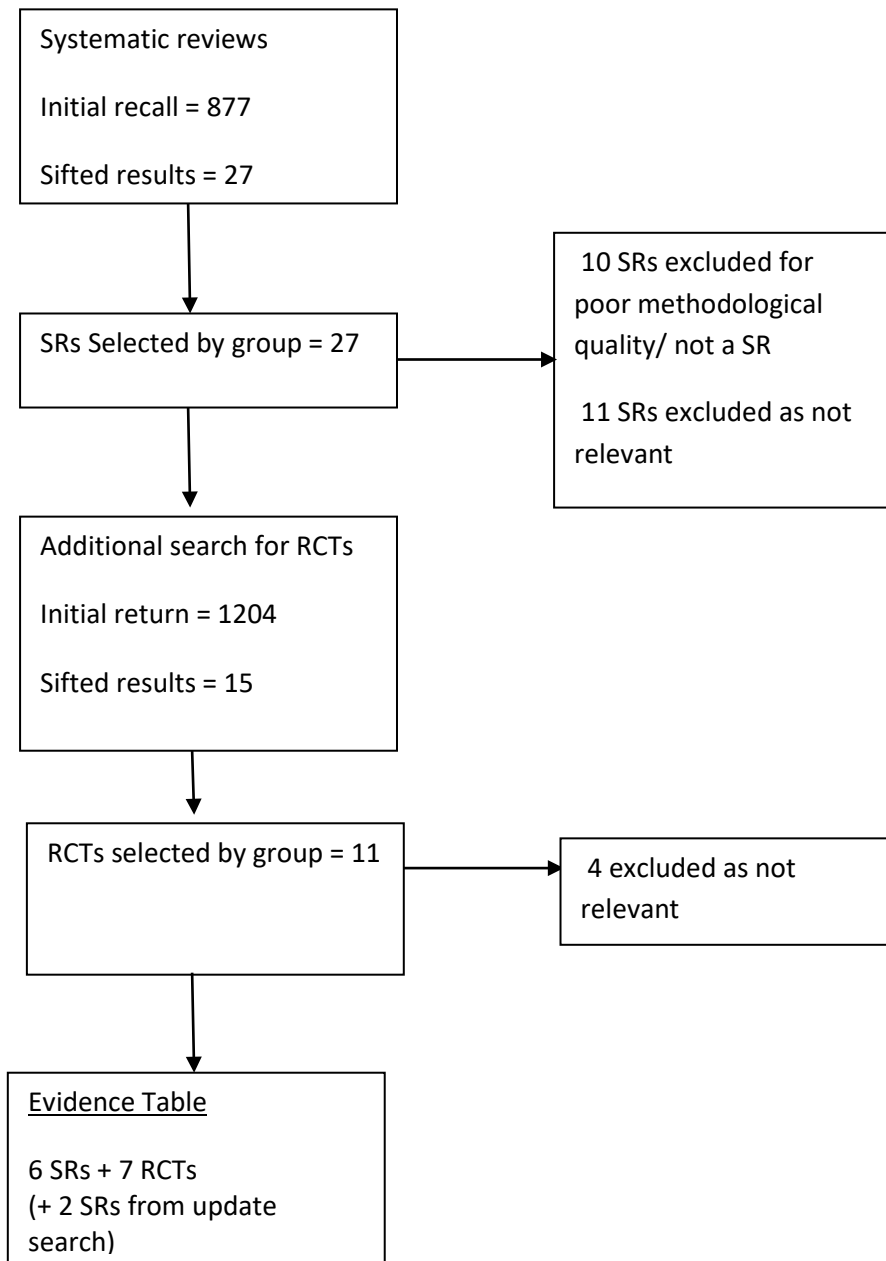 Systematic reviews
Initial recall = 877
Sifted results = 27
SRs Selected by group = 27
10 SRs excluded for
poor methodological
quality/ not a SR
11 SRs excluded as not
relevant
Additional search for RCTs
Initial return = 1204
Sifted results = 15
RCTs selected by group = 11
4 excluded as not
relevant
Evidence Table
6 SRs + 7 RCTs
(+ 2 SRs from update
search)